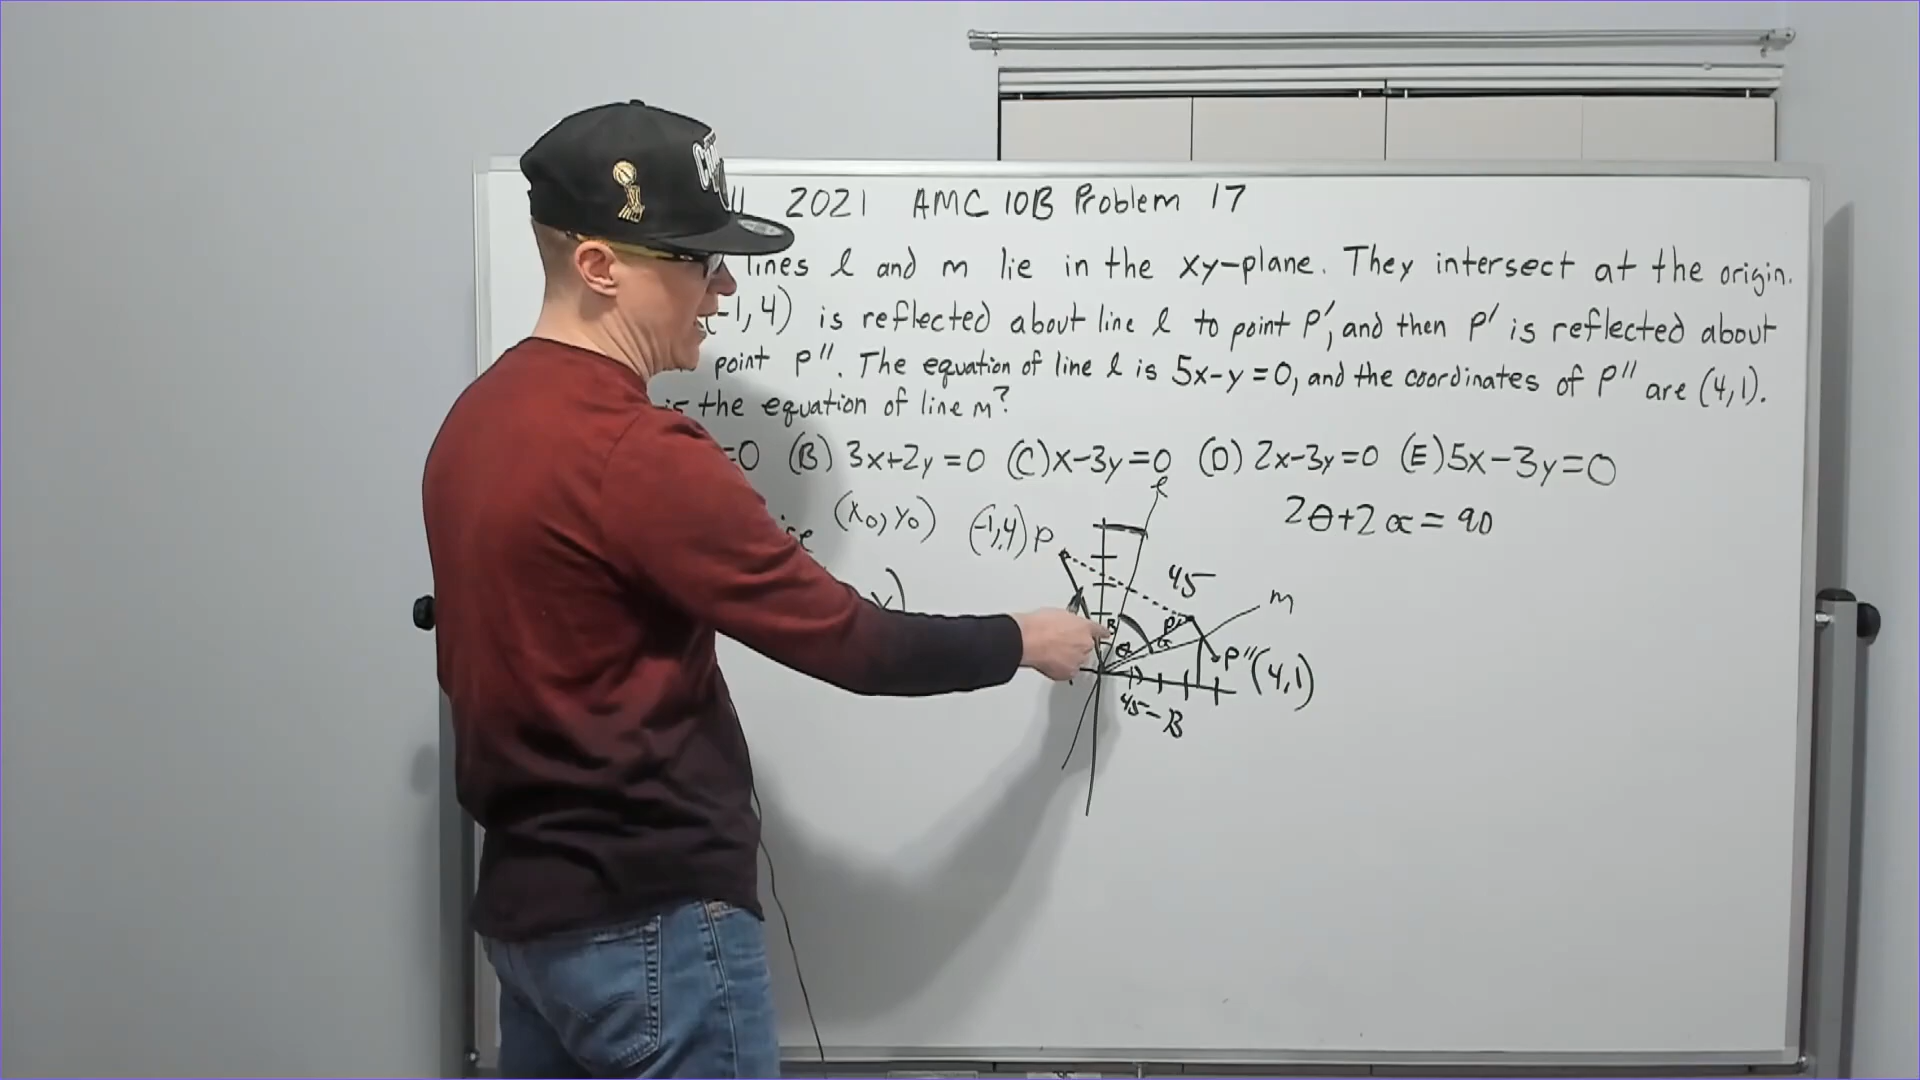 2021 AMC 10B Problem 17
lines l and m lie in the xy-plane. They intersect at the origin.
(-1,4) is reflected about line l to point P', and then P' is reflected about
point P''. The equation of line l is 5x-y=0, and the coordinates of P'' are (4,1).
is the equation of line m?
=0 (B) 3x+2y=0 (C) x-3y=0 (D) 2x-3y=0 (E) 5x-3y=0
l
(x₀, y₀) (-1,4) P
2θ+2α=90
45
m
B P'
θ α
P'' (4,1)
45-B